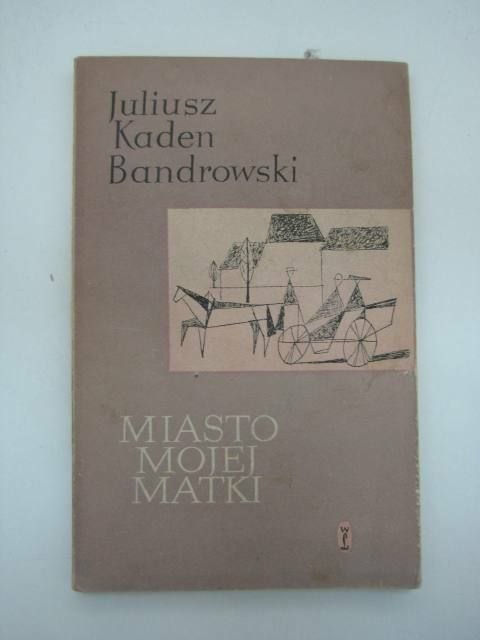 Juliusz
Kaden
Bandrowski
MIASTO
MOJEJ
MATKI
W
L